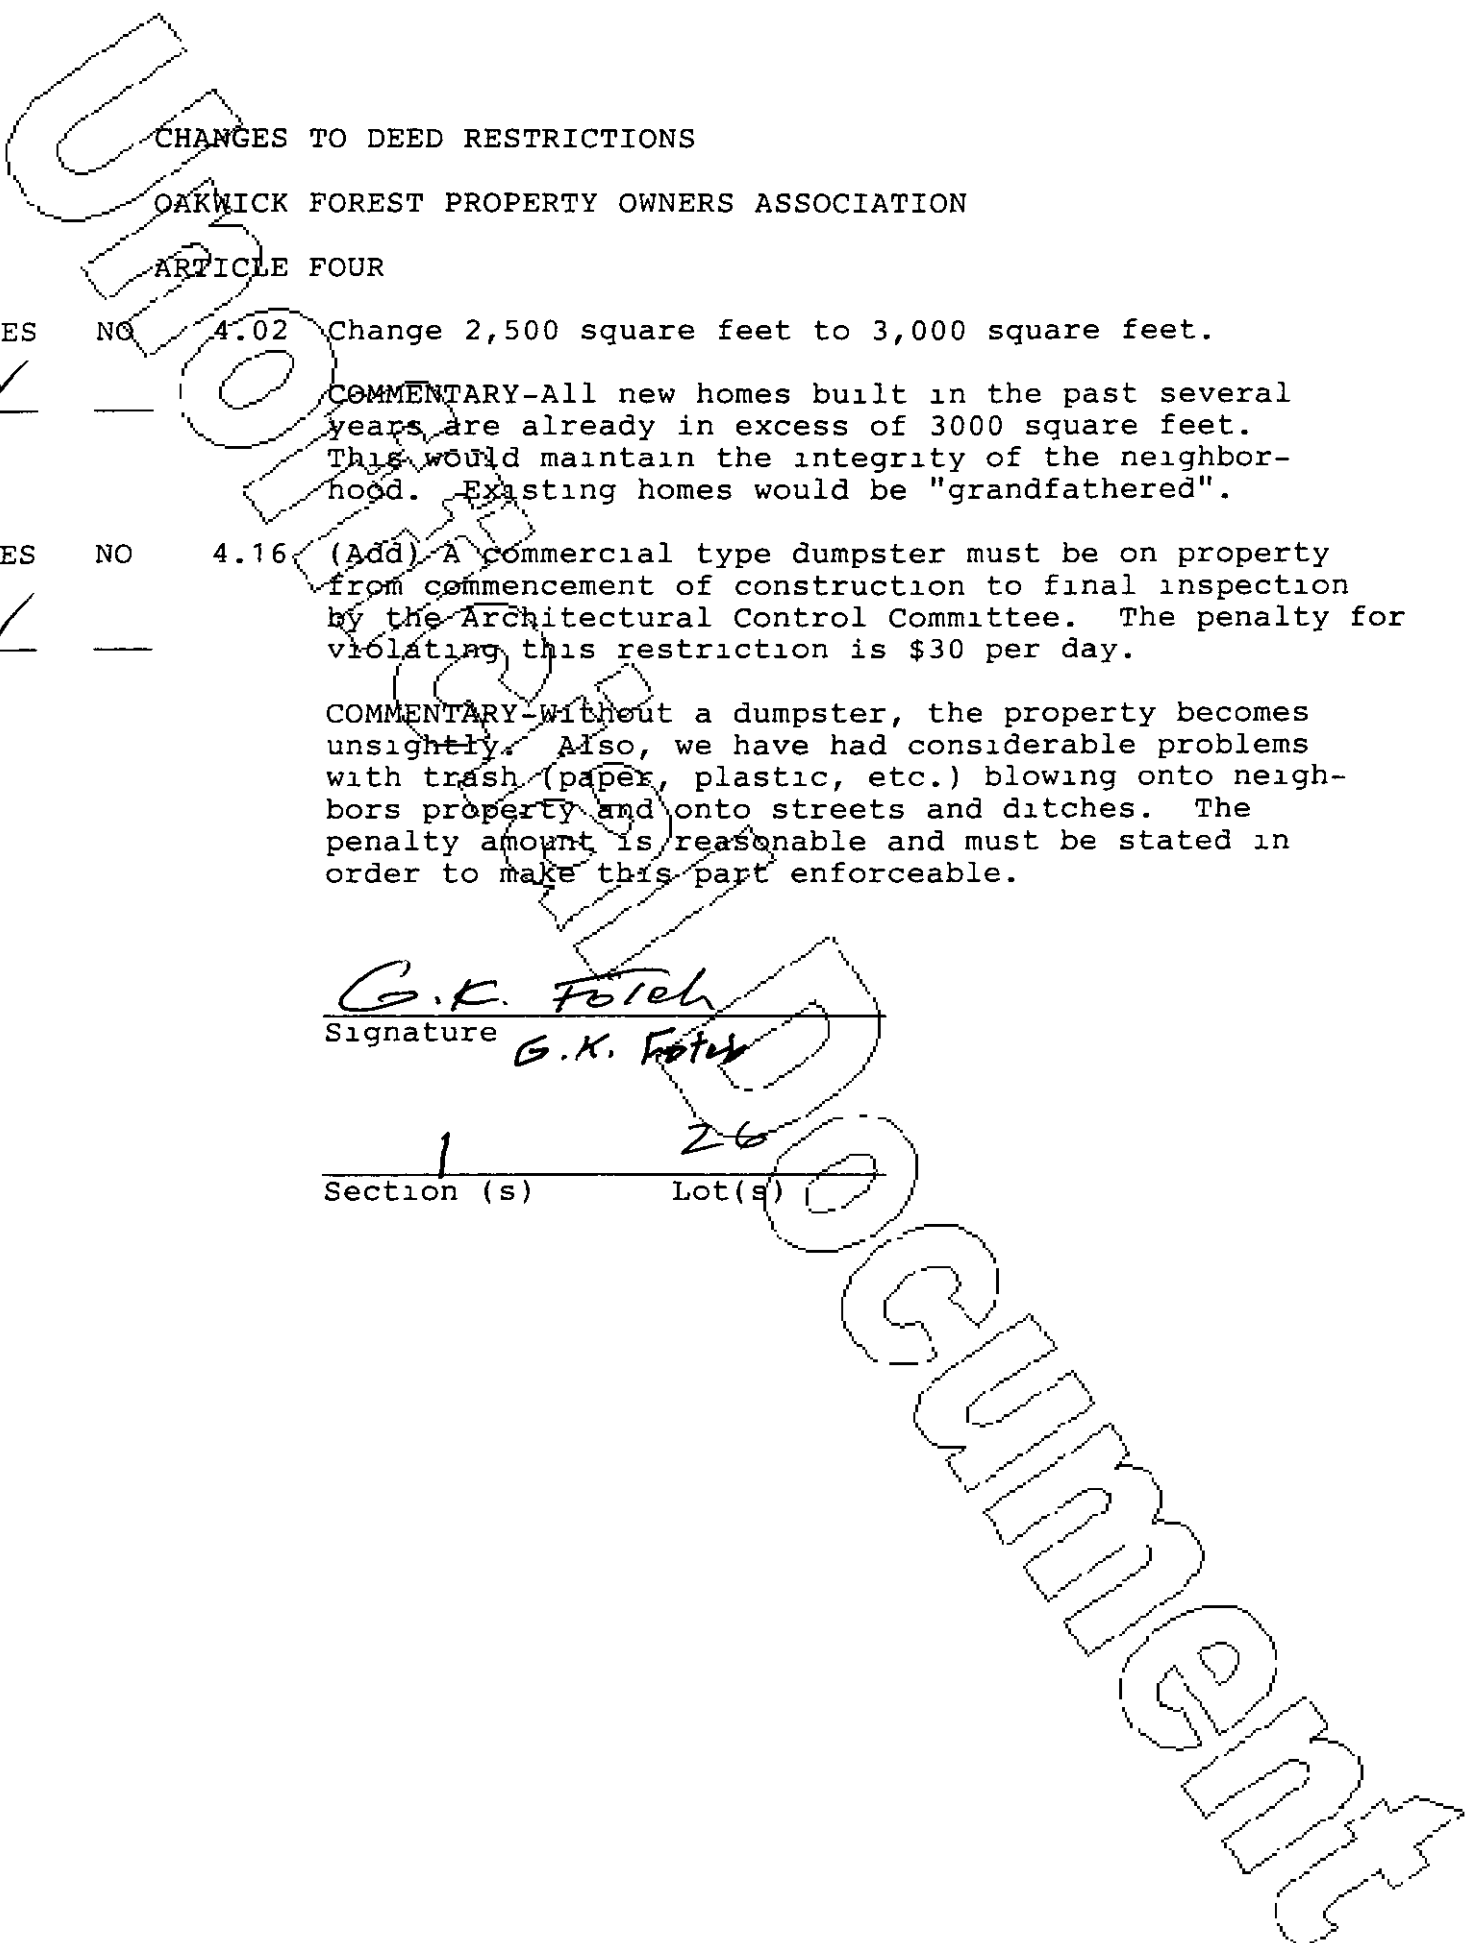 CHANGES TO DEED RESTRICTIONS
OAKWICK FOREST PROPERTY OWNERS ASSOCIATION
ARTICLE FOUR
ES NO 4.02 Change 2,500 square feet to 3,000 square feet.
COMMENTARY-All new homes built in the past several
years are already in excess of 3000 square feet.
This would maintain the integrity of the neighbor-
hood. Existing homes would be "grandfathered".
ES NO 4.16 (Add) A commercial type dumpster must be on property
from commencement of construction to final inspection
by the Architectural Control Committee. The penalty for
violating this restriction is $30 per day.
COMMENTARY-Without a dumpster, the property becomes
unsightly. Also, we have had considerable problems
with trash (paper, plastic, etc.) blowing onto neigh-
bors property and onto streets and ditches. The
penalty amount is reasonable and must be stated in
order to make this part enforceable.
G.K.
Signature
G.K.
1 26
Section (s) Lot(s)
Unofficial Document